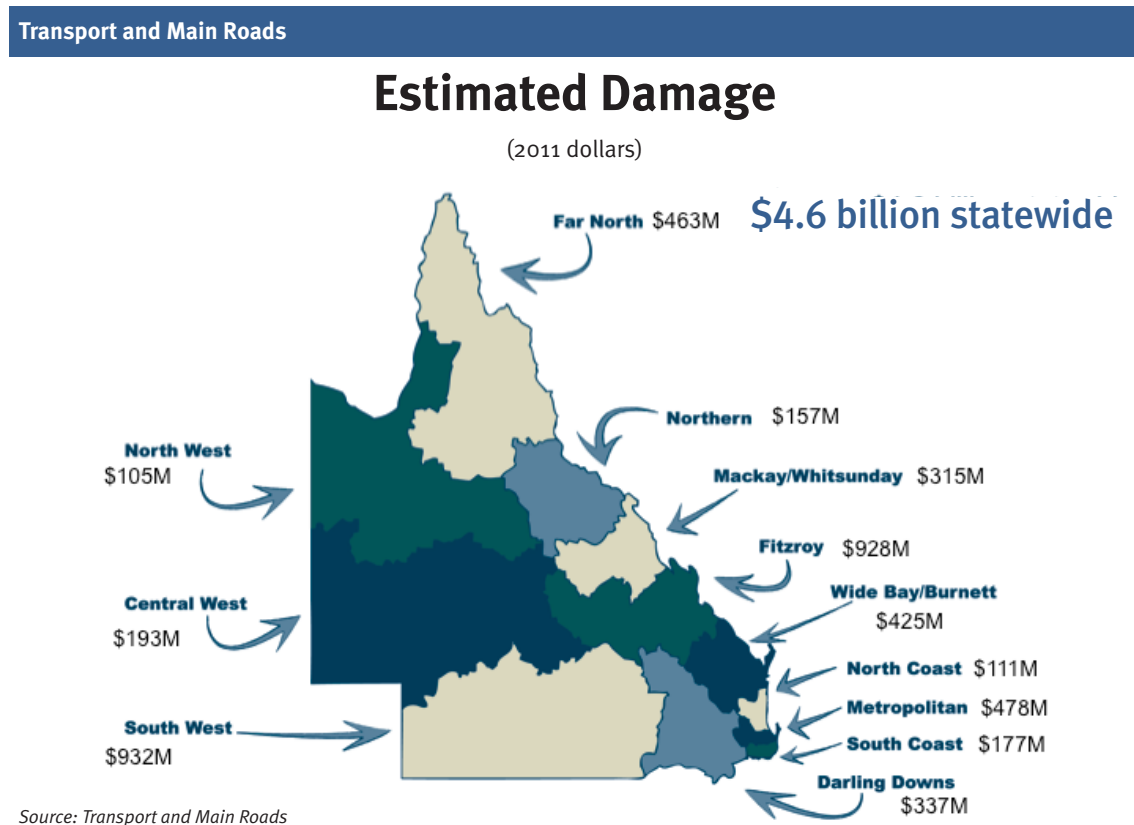 Transport and Main Roads
Estimated Damage
(2011 dollars)
$4.6 billion statewide
Far North $463M
Northern $157M
North West
$105M
Mackay/Whitsunday $315M
Fitzroy $928M
Wide Bay/Burnett
$425M
Central West
$193M
North Coast $111M
Metropolitan $478M
South West
$932M
South Coast $177M
Darling Downs
$337M
Source: Transport and Main Roads